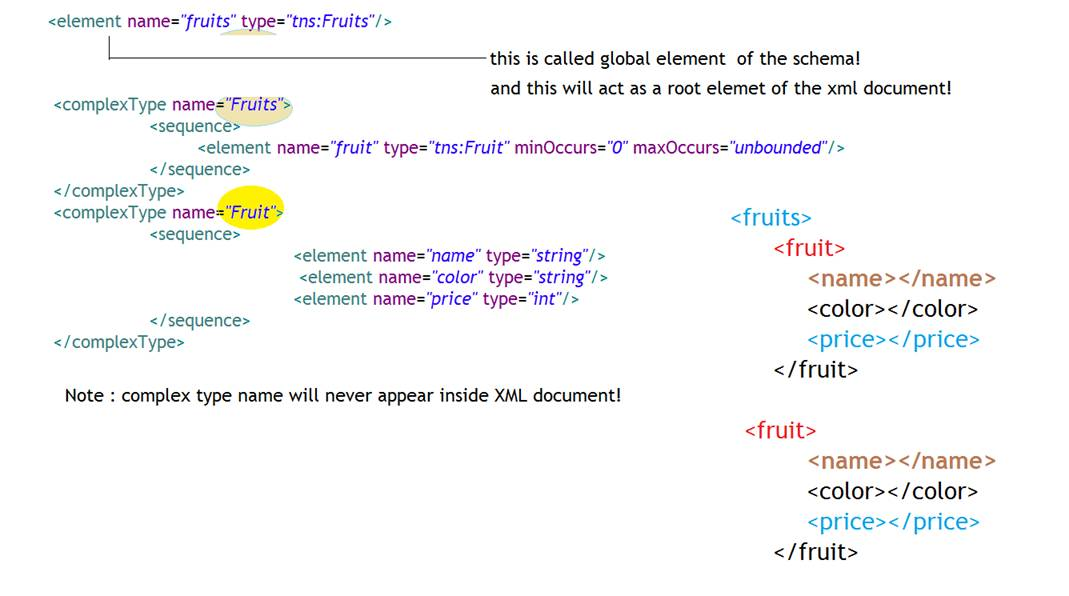 <element name="fruits" type="tns:Fruits"/>
this is called global element of the schema!
and this will act as a root elemet of the xml document!
<complexType name="Fruits">
<sequence>
<element name="fruit" type="tns:Fruit" minOccurs="0" maxOccurs="unbounded"/>
</sequence>
</complexType>
<complexType name="Fruit">
<sequence>
<element name="name" type="string"/>
<element name="color" type="string"/>
<element name="price" type="int"/>
</sequence>
</complexType>
Note : complex type name will never appear inside XML document!
<fruits>
<fruit>
<name></name>
<color></color>
<price></price>
</fruit>
<fruit>
<name></name>
<color></color>
<price></price>
</fruit>